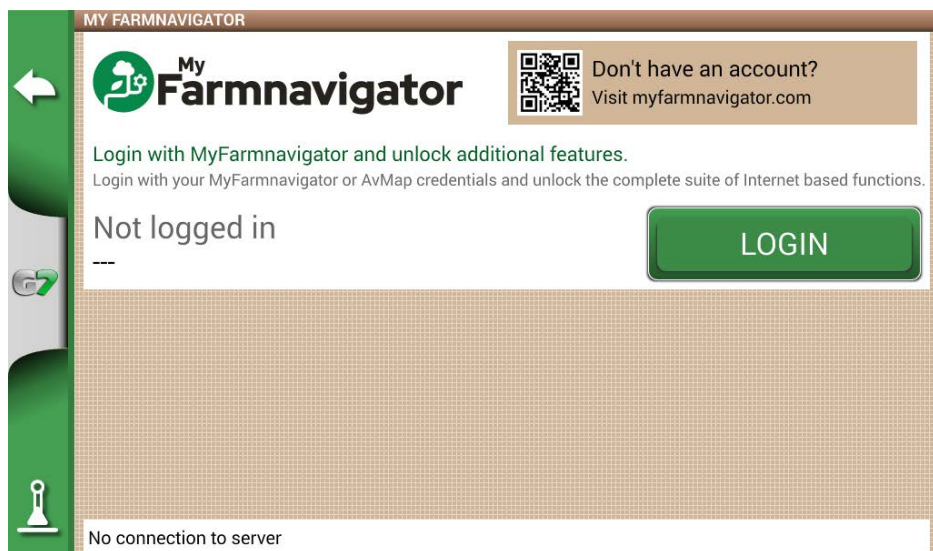 MY FARMNAVIGATOR
My
Farmnavigator
Don't have an account?
Visit myfarmnavigator.com
Login with MyFarmnavigator and unlock additional features.
Login with your MyFarmnavigator or AvMap credentials and unlock the complete suite of Internet based functions.
Not logged in
---
LOGIN
G7
No connection to server